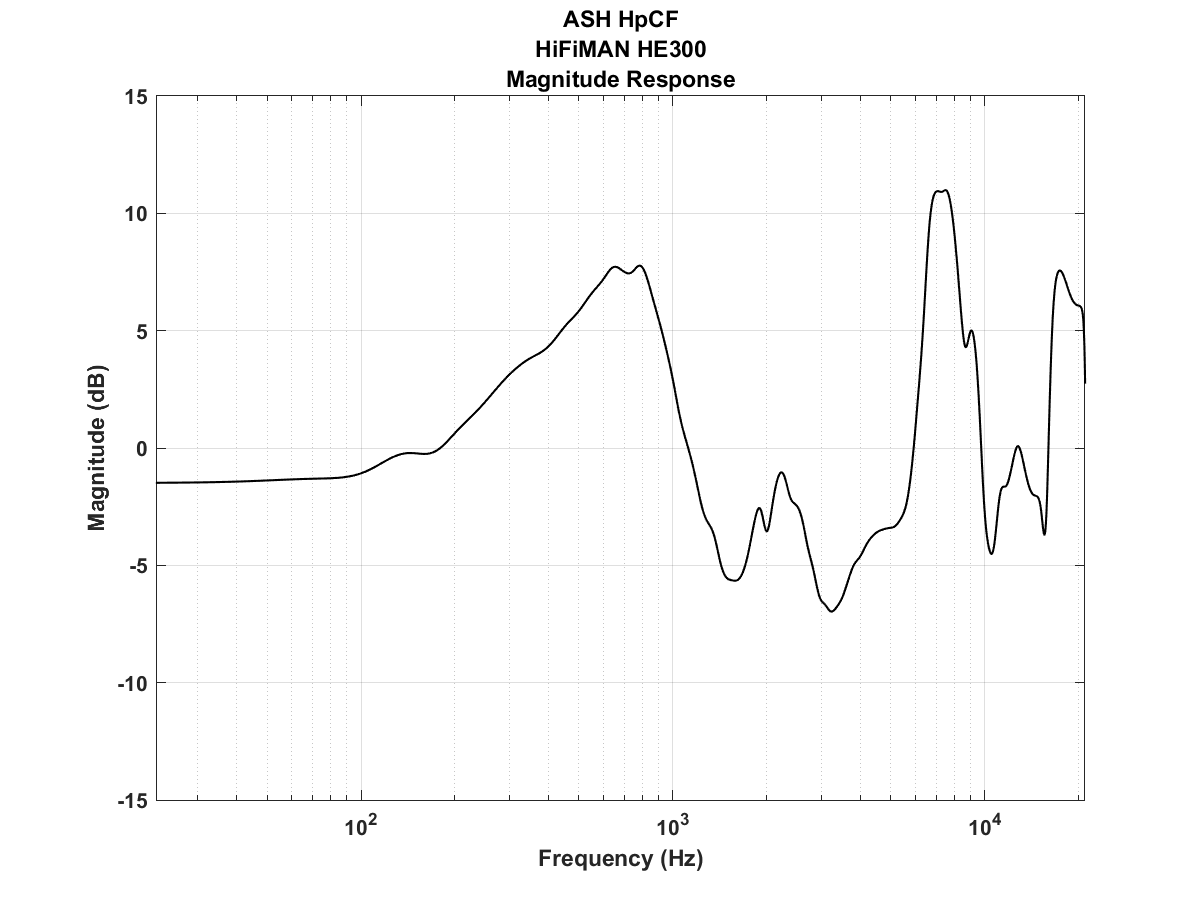 ASH HpCF
HiFiMAN HE300
Magnitude Response
15
10
5
0
-5
-10
-15
Magnitude (dB)
10² 10³ 10⁴
Frequency (Hz)